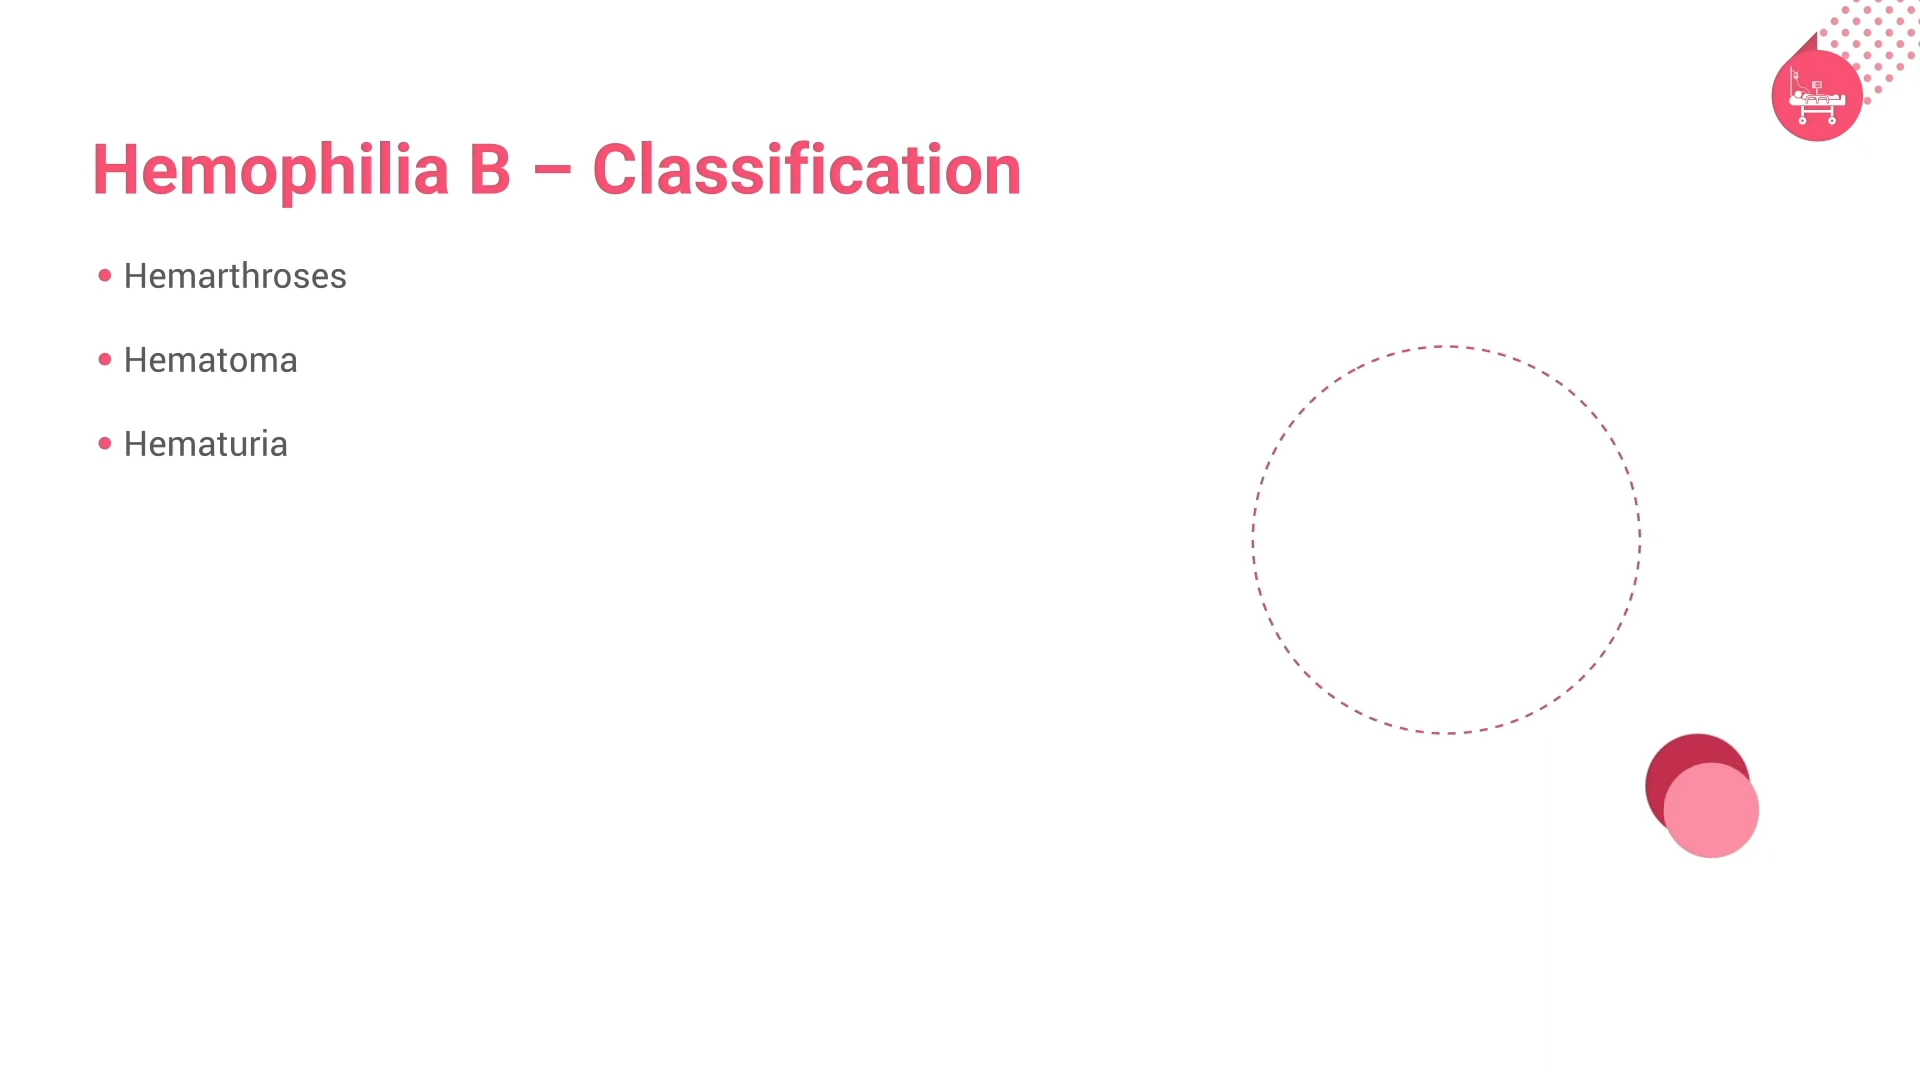 Hemophilia B – Classification
• Hemarthroses
• Hematoma
• Hematuria